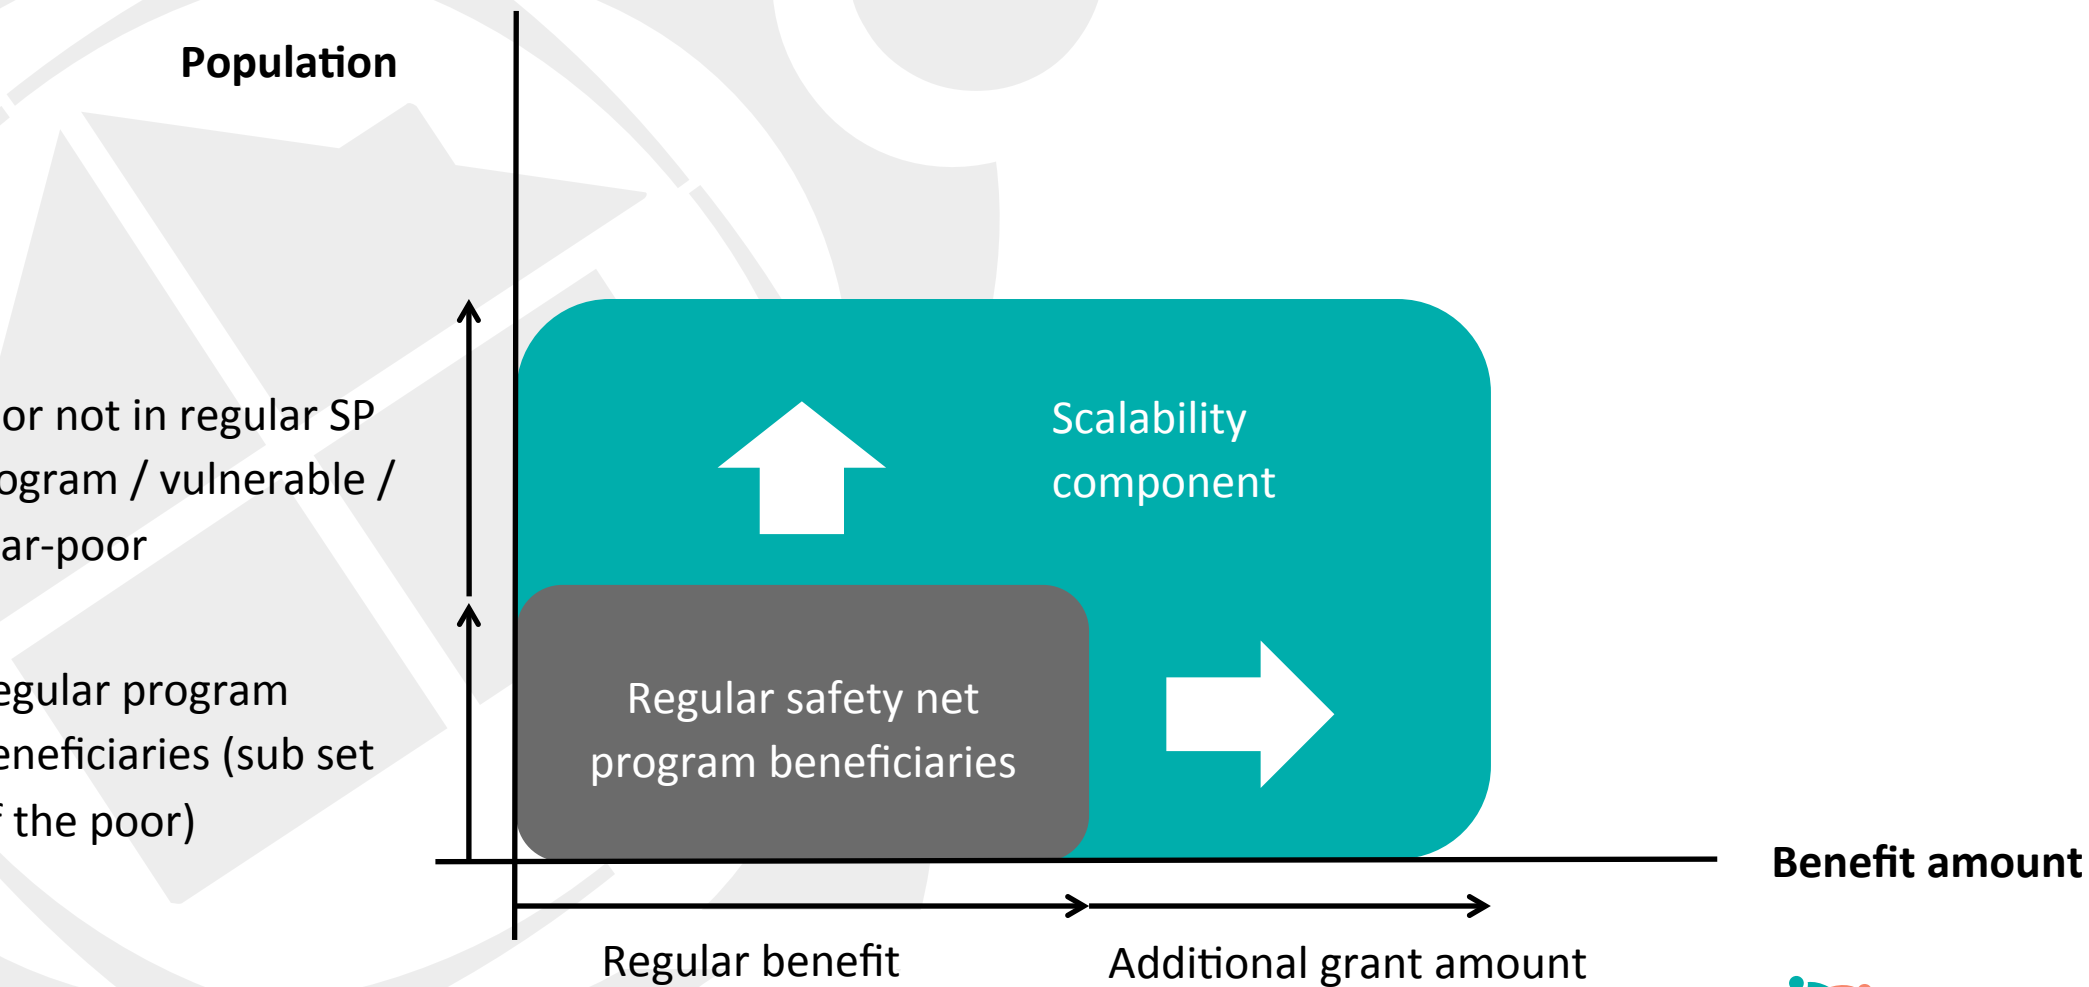 Population
or not in regular SP
ogram / vulnerable /
ar-poor
Scalability
component
egular program
eneficiaries (sub set
the poor)
Regular safety net
program beneficiaries
Benefit amount
Regular benefit
Additional grant amount